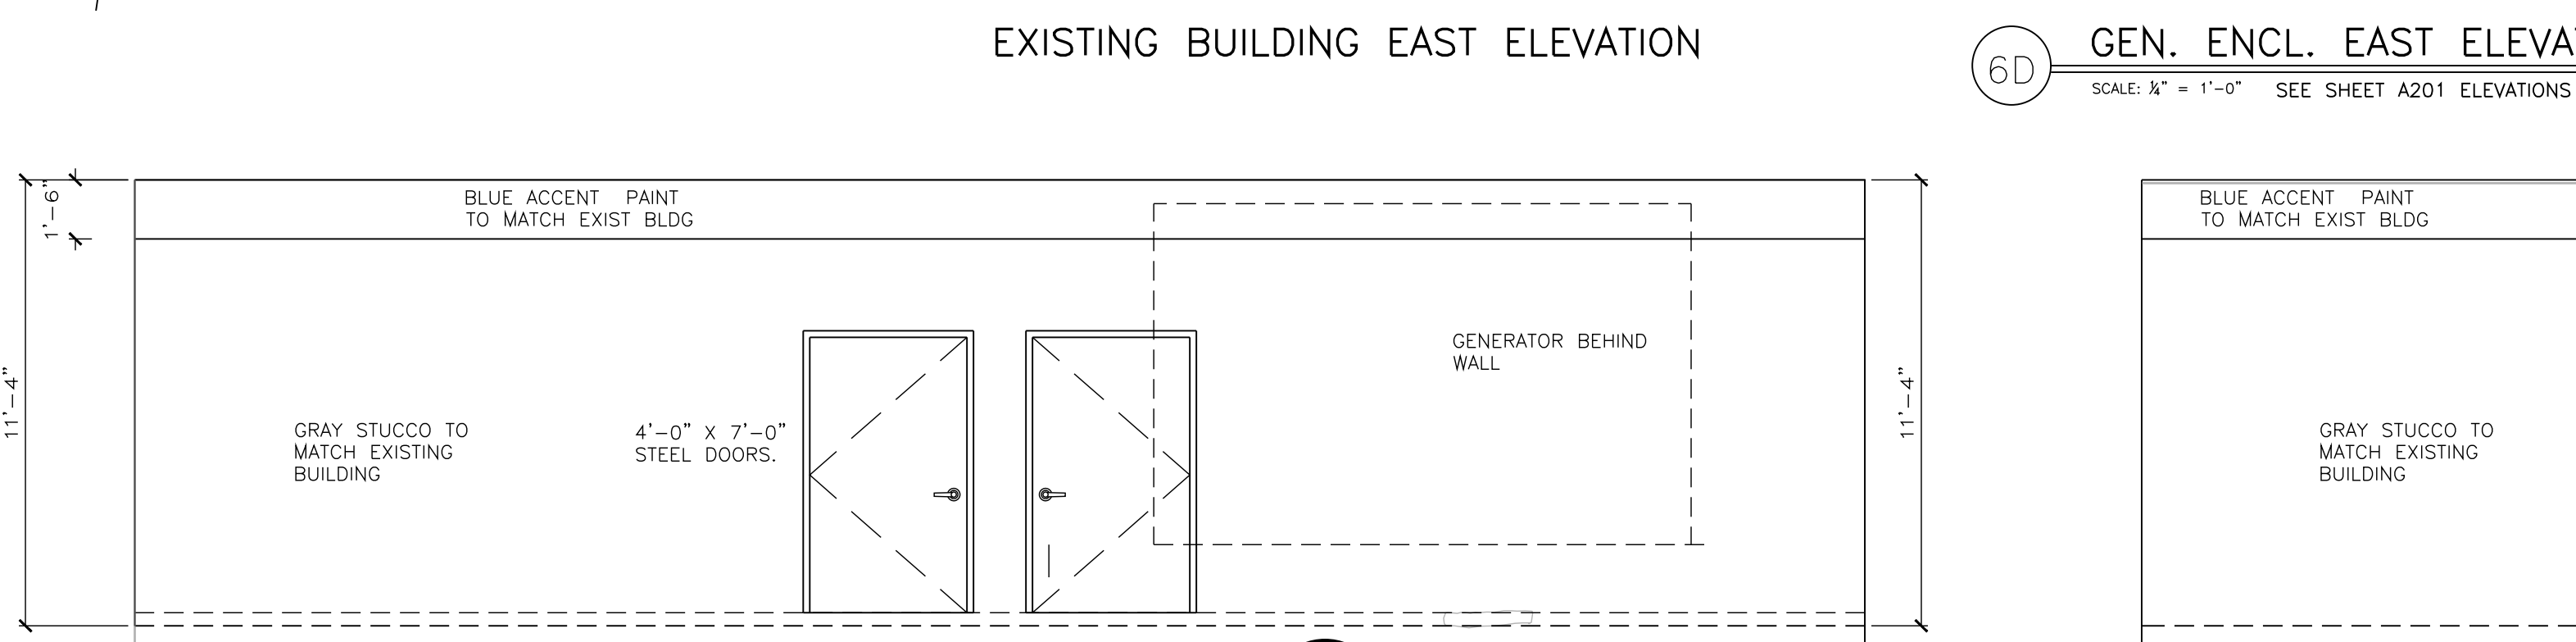 EXISTING BUILDING EAST ELEVATION
6D
GEN. ENCL. EAST
SCALE: ¼" = 1'-0" SEE SHEET A201 ELEVATIONS
1'-6"
BLUE ACCENT PAINT
TO MATCH EXIST BLDG
BLUE ACCENT PAINT
TO MATCH EXIST BLDG
GENERATOR BEHIND
WALL
11'-4"
GRAY STUCCO TO
MATCH EXISTING
BUILDING
4'-0" X 7'-0"
STEEL DOORS.
11'-4"
GRAY STUCCO TO
MATCH EXISTING
BUILDING